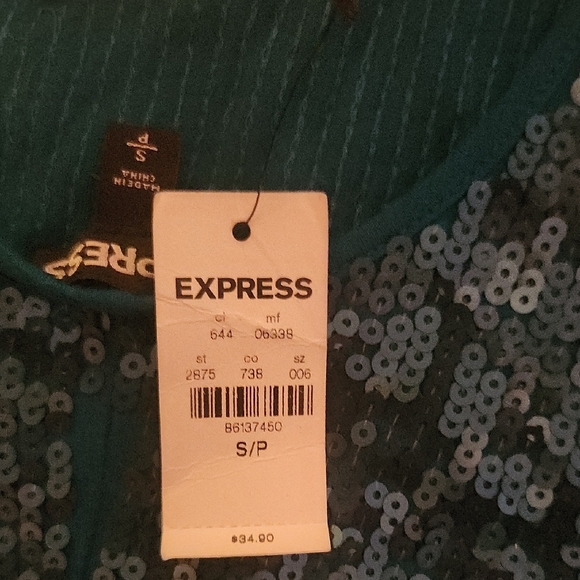 S
P
MADE IN
CHINA
EXPRESS
cl mf
644 06338
st co sz
2875 738 006
86137450
S/P
$34.90